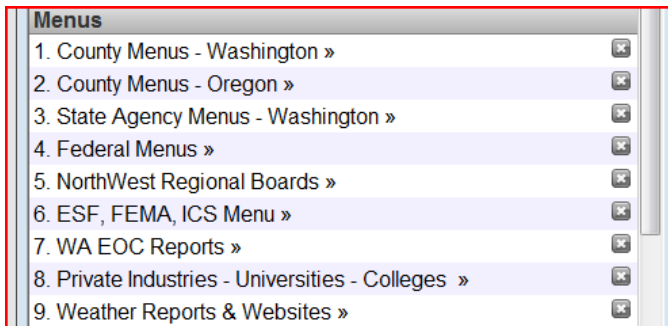 Menus
1. County Menus - Washington »
2. County Menus - Oregon »
3. State Agency Menus - Washington »
4. Federal Menus »
5. NorthWest Regional Boards »
6. ESF, FEMA, ICS Menu »
7. WA EOC Reports »
8. Private Industries - Universities - Colleges »
9. Weather Reports & Websites »